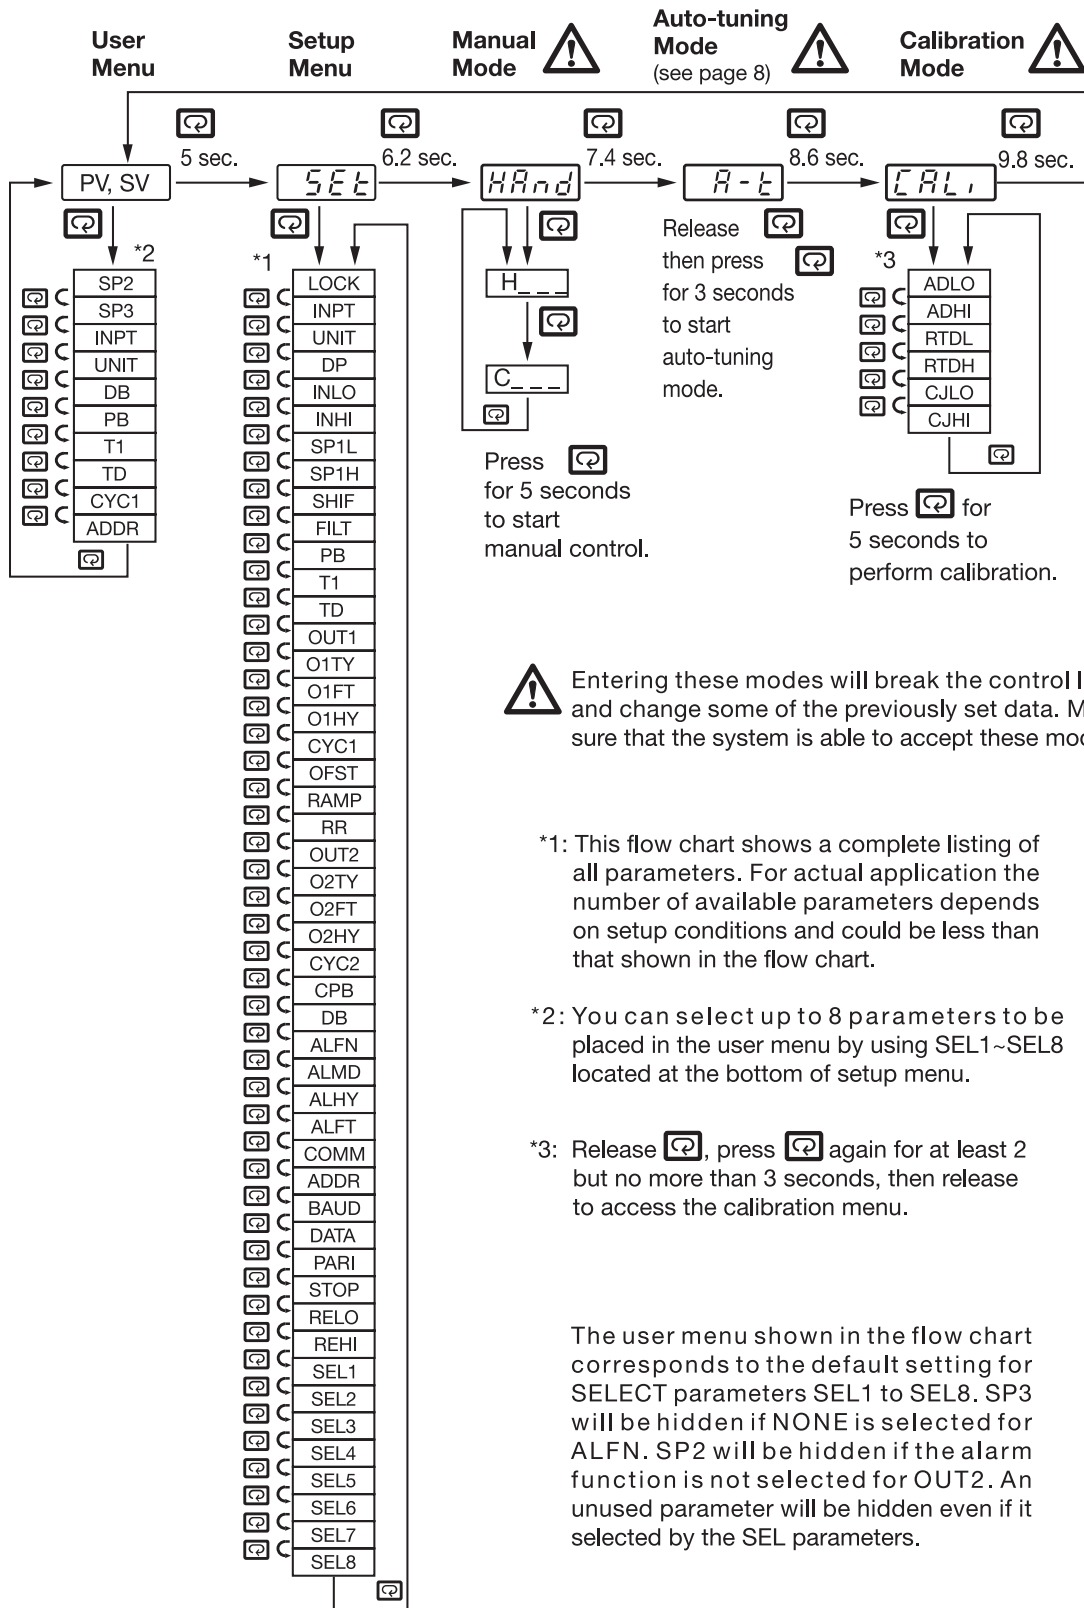 User Menu
Setup Menu
Manual Mode
Auto-tuning Mode
(see page 8)
Calibration Mode
5 sec.
6.2 sec.
7.4 sec.
8.6 sec.
9.8 sec.
PV, SV
SEt
HAnd
A-t
CALi
*2
SP2
SP3
INPT
UNIT
DB
PB
T1
TD
CYC1
ADDR
*1
LOCK
INPT
UNIT
DP
INLO
INHI
SP1L
SP1H
SHIF
FILT
PB
T1
TD
OUT1
O1TY
O1FT
O1HY
CYC1
OFST
RAMP
RR
OUT2
O2TY
O2FT
O2HY
CYC2
CPB
DB
ALFN
ALMD
ALHY
ALFT
COMM
ADDR
BAUD
DATA
PARI
STOP
RELO
REHI
SEL1
SEL2
SEL3
SEL4
SEL5
SEL6
SEL7
SEL8
H_ _ _
C_ _ _
Press
for 5 seconds
to start
manual control.
Release
then press
for 3 seconds
to start
auto-tuning
mode.
*3
ADLO
ADHI
RTDL
RTDH
CJLO
CJHI
Press for
5 seconds to
perform calibration.
Entering these modes will break the control
and change some of the previously set data.
sure that the system is able to accept these
*1: This flow chart shows a complete listing of
all parameters. For actual application the
number of available parameters depends
on setup conditions and could be less than
that shown in the flow chart.
*2: You can select up to 8 parameters to be
placed in the user menu by using SEL1~SEL8
located at the bottom of setup menu.
*3: Release , press again for at least 2
but no more than 3 seconds, then release
to access the calibration menu.
The user menu shown in the flow chart
corresponds to the default setting for
SELECT parameters SEL1 to SEL8. SP3
will be hidden if NONE is selected for
ALFN. SP2 will be hidden if the alarm
function is not selected for OUT2. An
unused parameter will be hidden even if it
selected by the SEL parameters.